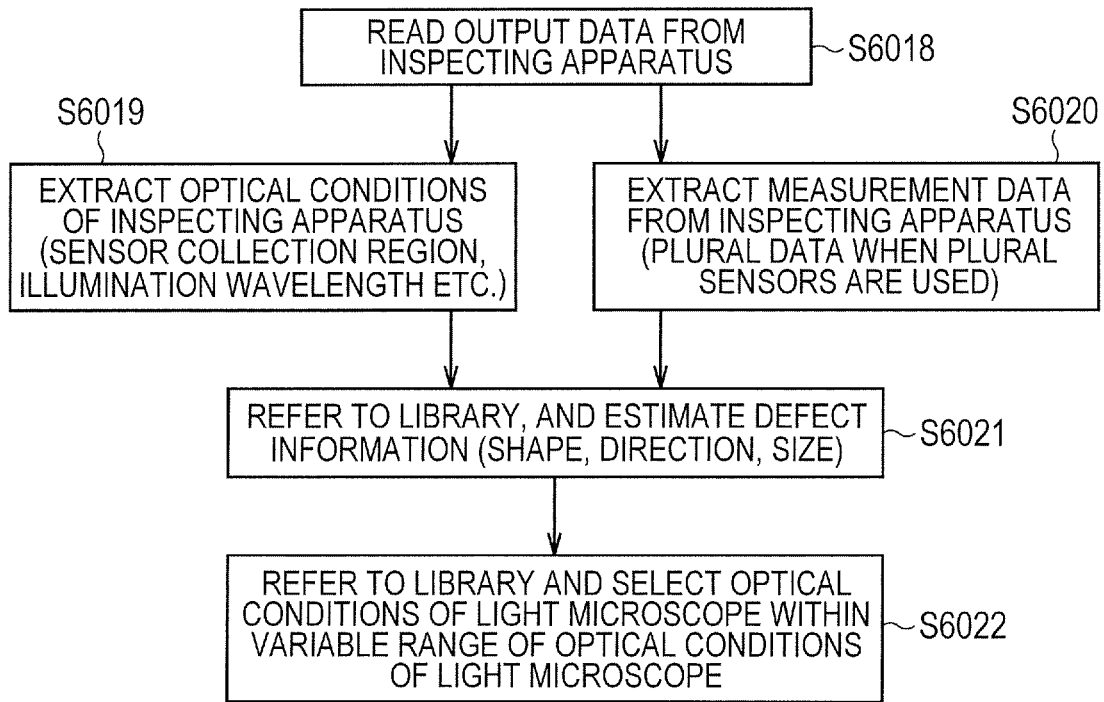 READ OUTPUT DATA FROM
INSPECTING APPARATUS
S6018
S6019
EXTRACT OPTICAL CONDITIONS
OF INSPECTING APPARATUS
(SENSOR COLLECTION REGION,
ILLUMINATION WAVELENGTH ETC.)
S6020
EXTRACT MEASUREMENT DATA
FROM INSPECTING APPARATUS
(PLURAL DATA WHEN PLURAL
SENSORS ARE USED)
REFER TO LIBRARY, AND ESTIMATE DEFECT
INFORMATION (SHAPE, DIRECTION, SIZE)
S6021
REFER TO LIBRARY AND SELECT OPTICAL
CONDITIONS OF LIGHT MICROSCOPE WITHIN
VARIABLE RANGE OF OPTICAL CONDITIONS
OF LIGHT MICROSCOPE
S6022